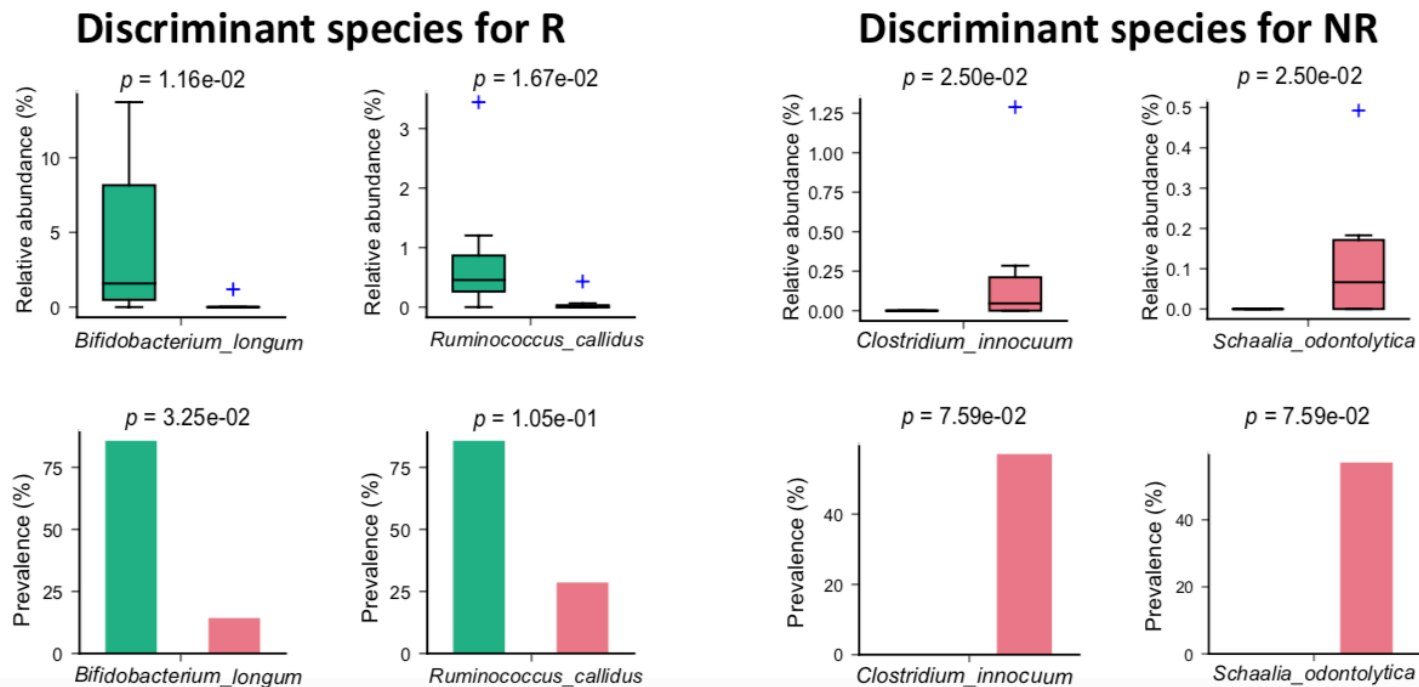 Discriminant species for R
Discriminant species for NR
p = 1.16e-02
Relative abundance (%)
10
5
0
Bifidobacterium_longum
p = 1.67e-02
Relative abundance (%)
3
2
1
0
Ruminococcus_callidus
p = 2.50e-02
Relative abundance (%)
1.25
1.00
0.75
0.50
0.25
0.00
Clostridium_innocuum
p = 2.50e-02
Relative abundance (%)
0.5
0.4
0.3
0.2
0.1
0.0
Schaalia_odontolytica
p = 3.25e-02
Prevalence (%)
75
50
25
0
Bifidobacterium_longum
p = 1.05e-01
Prevalence (%)
75
50
25
0
Ruminococcus_callidus
p = 7.59e-02
Prevalence (%)
40
20
0
Clostridium_innocuum
p = 7.59e-02
Prevalence (%)
40
20
0
Schaalia_odontolytica